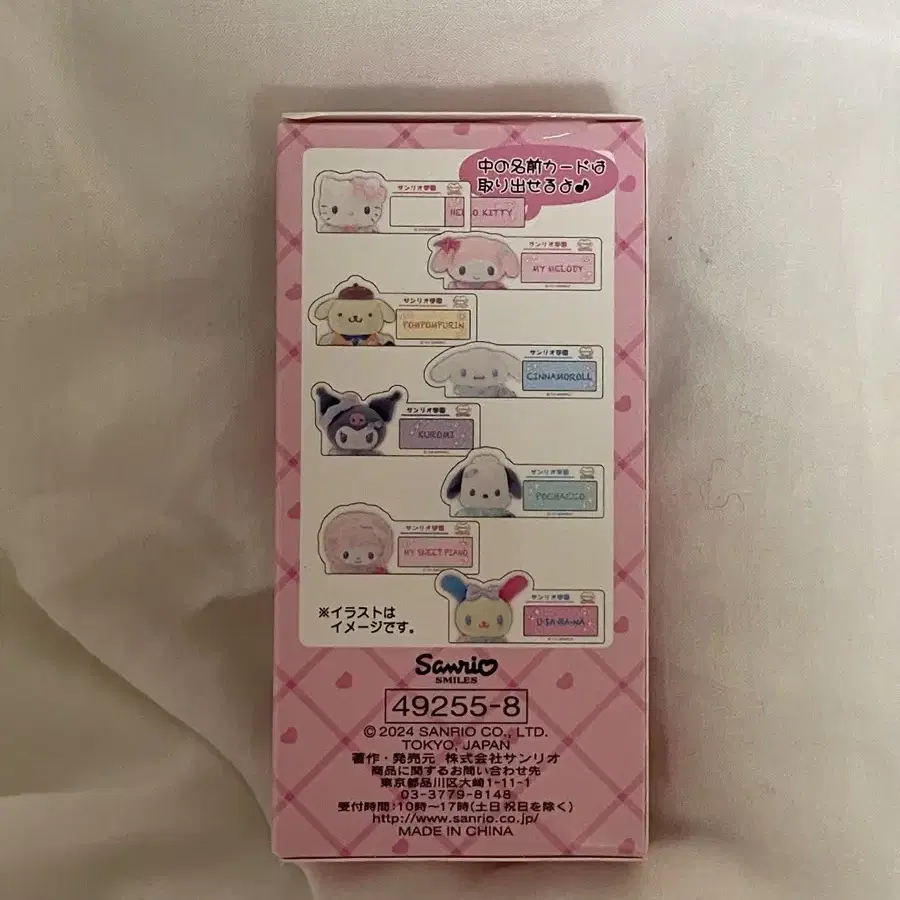 中の名前カードは
取り出せるよ♪
サンリオ学園
HELLO KITTY
サンリオ学園
MY MELODY
サンリオ学園
POMPOMPURIN
サンリオ学園
CINNAMOROLL
サンリオ学園
KUROMI
サンリオ学園
POCHACCO
サンリオ学園
MY SWEET PIANO
サンリオ学園
U・SA・HA・NA
※イラストは
イメージです。
Sanrio
SMILES
49255-8
©2024 SANRIO CO., LTD.
TOKYO, JAPAN
著作・発売元 株式会社サンリオ
商品に関するお問い合わせ先
東京都品川区大崎1-11-1
03-3779-8148
受付時間:10時〜17時(土日祝日を除く)
http://www.sanrio.co.jp/
MADE IN CHINA